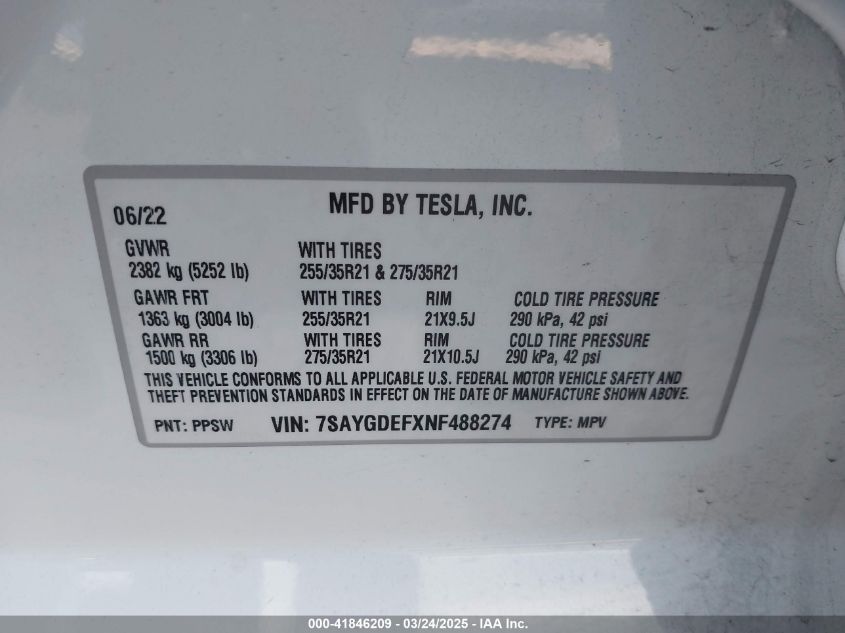 MFD BY TESLA, INC.
06/22
GVWR WITH TIRES
2382 kg (5252 lb) 255/35R21 & 275/35R21
GAWR FRT WITH TIRES RIM COLD TIRE PRESSURE
1363 kg (3004 lb) 255/35R21 21X9.5J 290 kPa, 42 psi
GAWR RR WITH TIRES RIM COLD TIRE PRESSURE
1500 kg (3306 lb) 275/35R21 21X10.5J 290 kPa, 42 psi
THIS VEHICLE CONFORMS TO ALL APPLICABLE U.S. FEDERAL MOTOR VEHICLE SAFETY AND
THEFT PREVENTION STANDARDS IN EFFECT ON THE DATE OF MANUFACTURE SHOWN ABOVE.
PNT: PPSW VIN: 7SAYGDEFXNF488274 TYPE: MPV
000-41846209 - 03/24/2025 - IAA Inc.